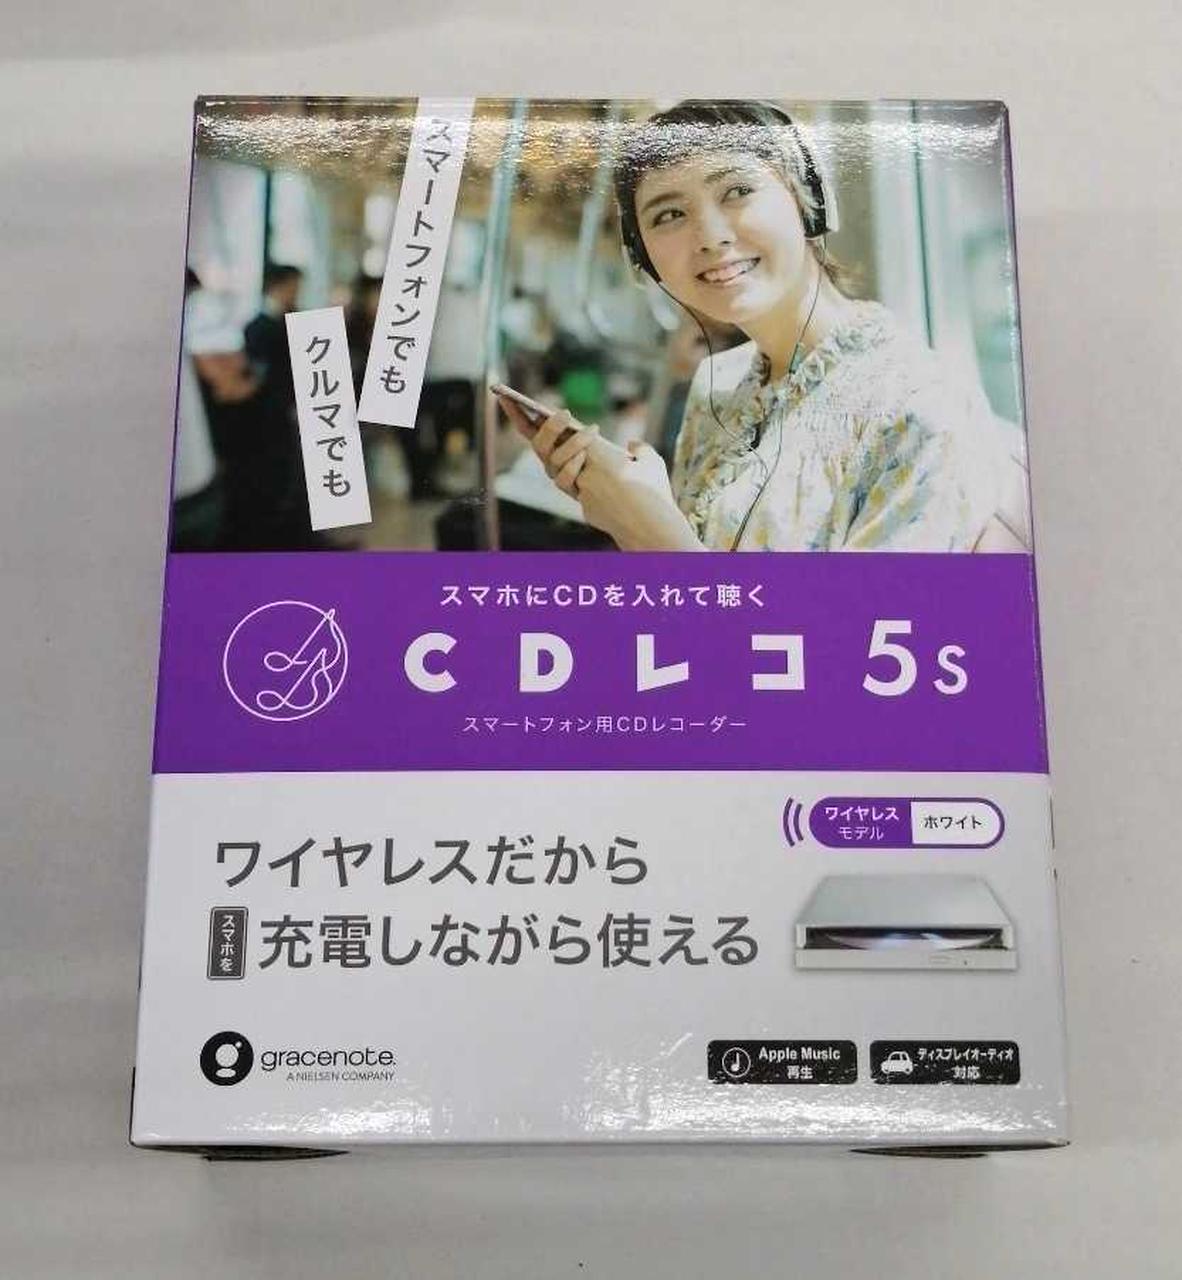 スマートフォンでも
クルマでも
スマホにCDを入れて聴く
CDレコ 5s
スマートフォン用CDレコーダー
ワイヤレス
モデル
ホワイト
ワイヤレスだから
スマホを
充電しながら使える
gracenote.
A NIELSEN COMPANY
Apple Music
再生
ディスプレイオーディオ
対応